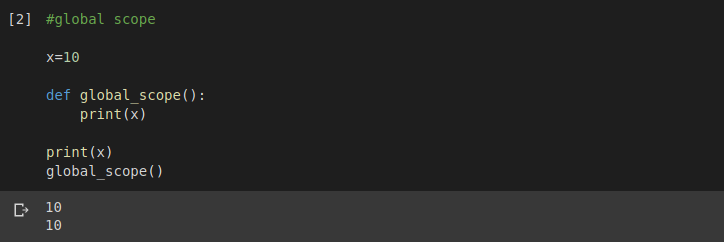 [2] #global scope
x=10
def global_scope():
    print(x)
print(x)
global_scope()
10
10